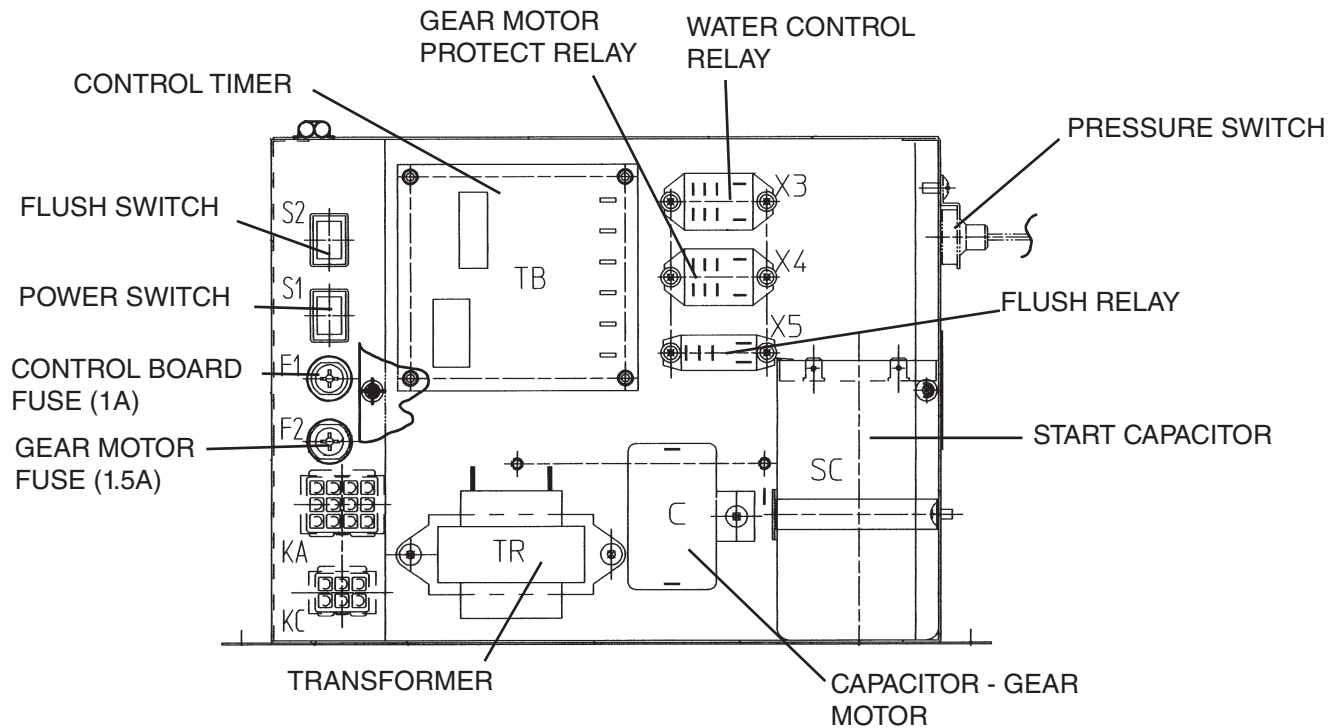 GEAR MOTOR
PROTECT RELAY
WATER CONTROL
RELAY
CONTROL TIMER
PRESSURE SWITCH
FLUSH SWITCH
S2
X3
TB
X4
POWER SWITCH
S1
FLUSH RELAY
X5
CONTROL BOARD
FUSE (1A)
F1
GEAR MOTOR
FUSE (1.5A)
F2
START CAPACITOR
SC
C
KA
TR
KC
TRANSFORMER
CAPACITOR - GEAR
MOTOR